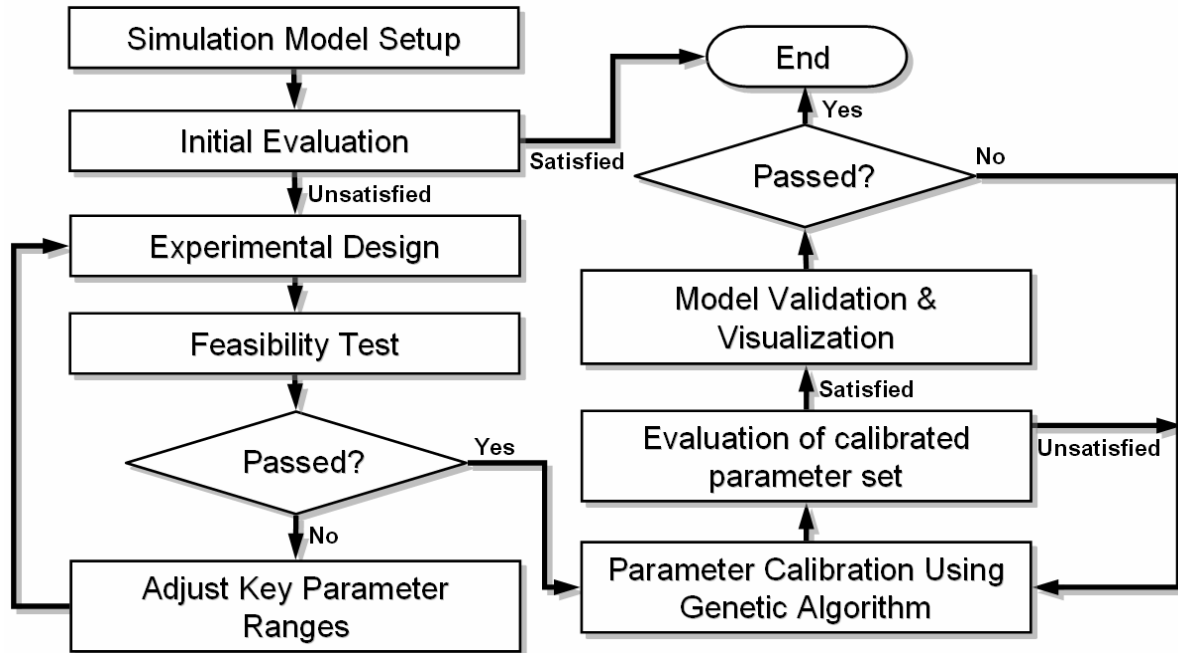 Simulation Model Setup
Initial Evaluation
Satisfied
Unsatisfied
Experimental Design
Feasibility Test
Passed?
Yes
No
Adjust Key Parameter
Ranges
Parameter Calibration Using
Genetic Algorithm
Evaluation of calibrated
parameter set
Unsatisfied
Satisfied
Model Validation &
Visualization
Passed?
No
Yes
End